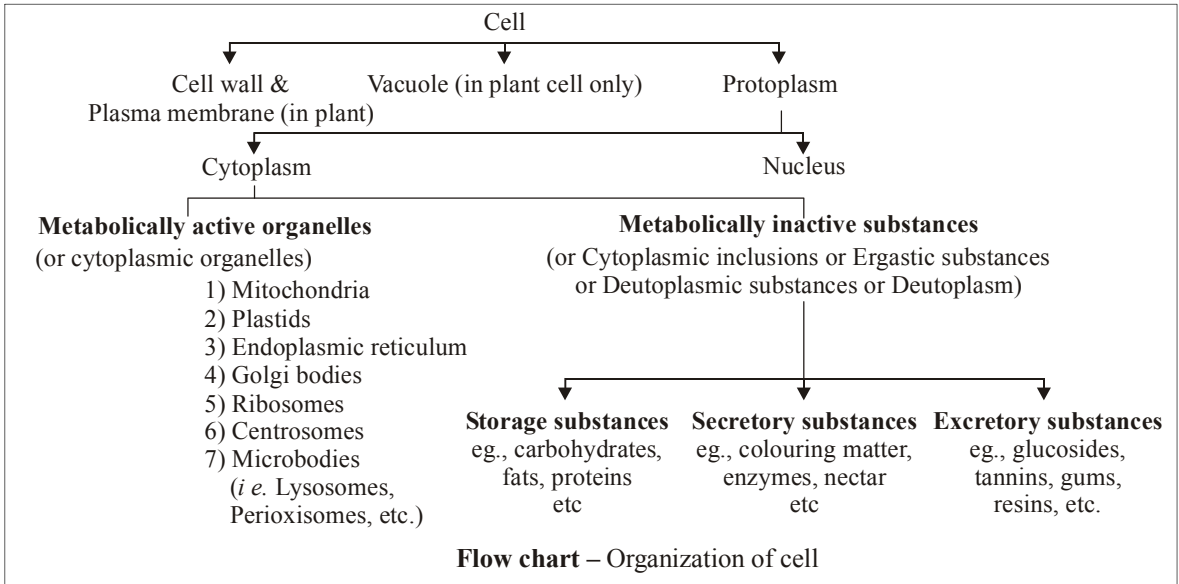 Cell
Cell wall &
Plasma membrane (in plant)
Vacuole (in plant cell only)
Protoplasm
Cytoplasm
Nucleus
Metabolically active organelles
(or cytoplasmic organelles)
1) Mitochondria
2) Plastids
3) Endoplasmic reticulum
4) Golgi bodies
5) Ribosomes
6) Centrosomes
7) Microbodies
(i e. Lysosomes,
Perioxisomes, etc.)
Metabolically inactive substances
(or Cytoplasmic inclusions or Ergastic substances
or Deutoplasmic substances or Deutoplasm)
Storage substances
eg., carbohydrates,
fats, proteins
etc
Secretory substances
eg., colouring matter,
enzymes, nectar
etc
Excretory substances
eg., glucosides,
tannins, gums,
resins, etc.
Flow chart – Organization of cell